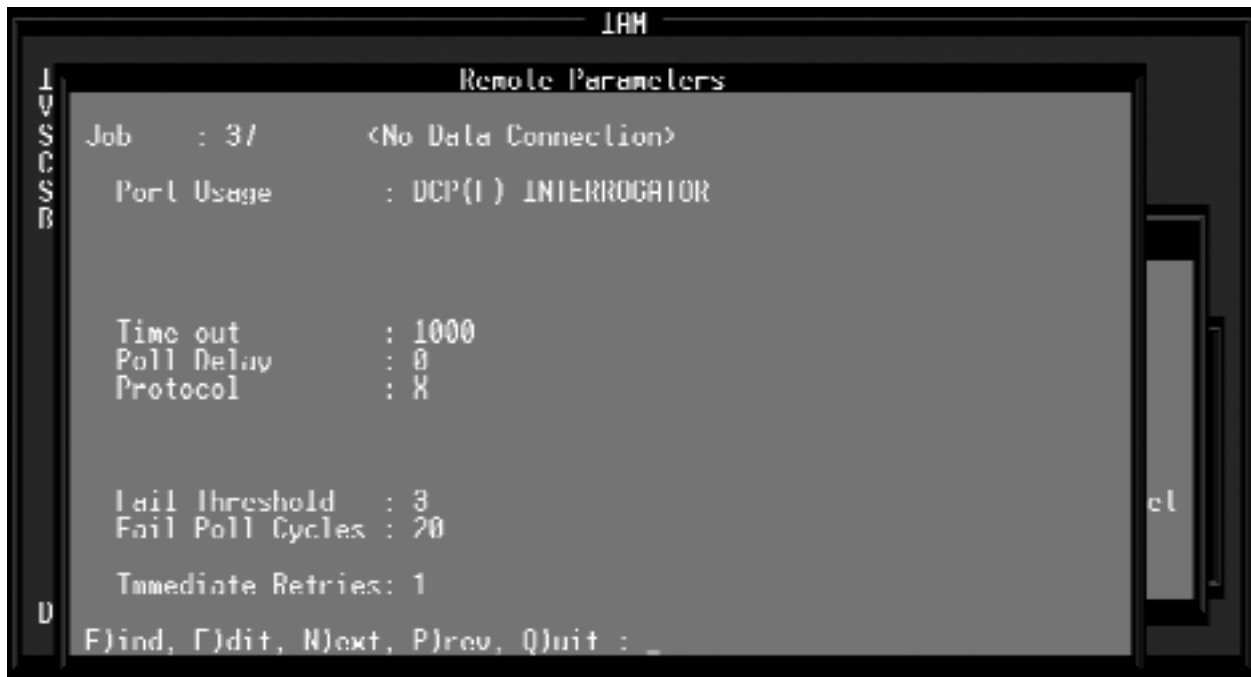 IAM
Remote Parameters
I
V
S
C
S
B
Job : 37 <No Data Connection>
Port Usage : DCP(F) INTERROGATOR
Time out : 1000
Poll Delay : 0
Protocol : X
Fail Threshold : 3
Fail Poll Cycles : 20
el
Immediate Retries: 1
D
F)ind, E)dit, N)ext, P)rev, Q)uit : _